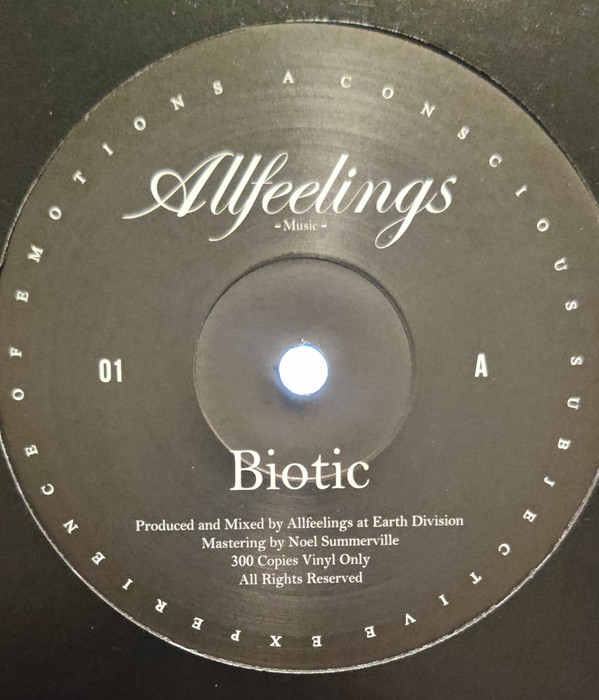 A CONSCIOUS SUBJECTIVE EXPERIENCE OF EMOTIONS
Allfeelings
- Music -
01
A
Biotic
Produced and Mixed by Allfeelings at Earth Division
Mastering by Noel Summerville
300 Copies Vinyl Only
All Rights Reserved